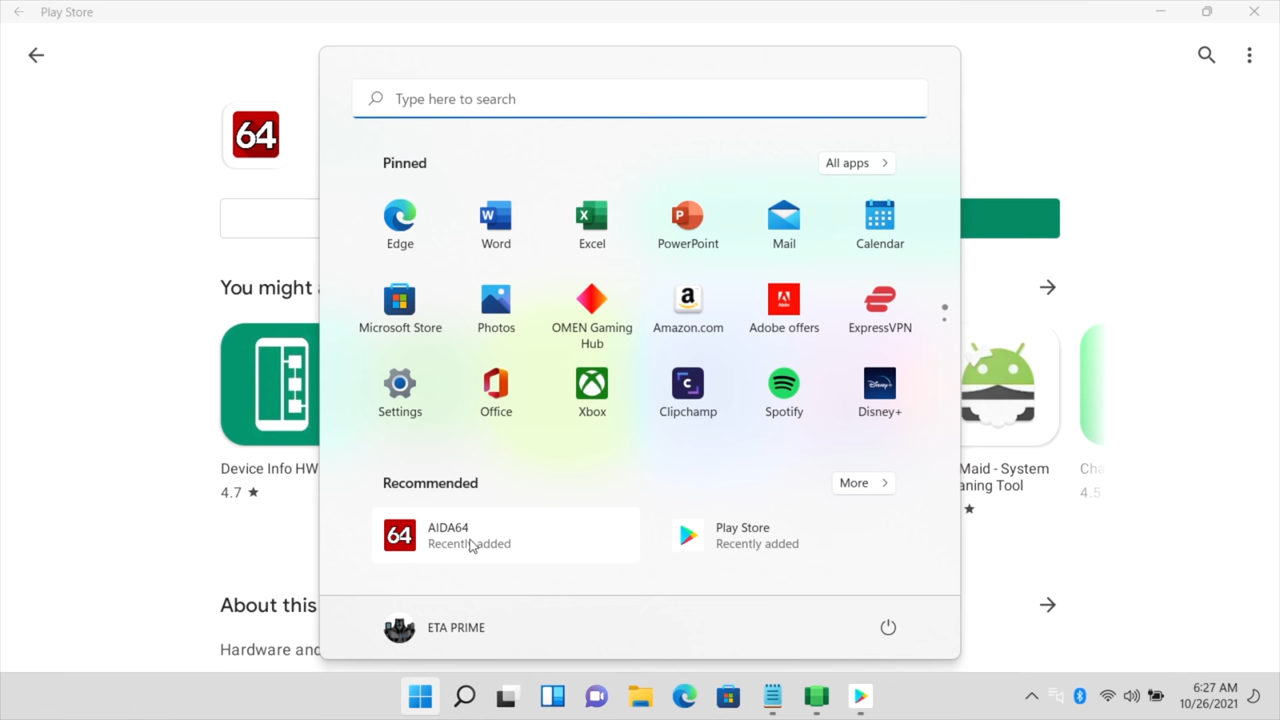 Play Store
64
Type here to search
Pinned
All apps
Edge
Word
Excel
PowerPoint
Mail
Calendar
You might a
Microsoft Store
Photos
OMEN Gaming
Hub
Amazon.com
Adobe offers
ExpressVPN
Settings
Office
Xbox
Clipchamp
Spotify
Disney+
Device Info HW
4.7 ★
Maid - System
aning Tool
★
Cha
4.5
Recommended
More
64
AIDA64
Recently added
Play Store
Recently added
About this
Hardware and
ETA PRIME
6:27 AM
10/26/2021